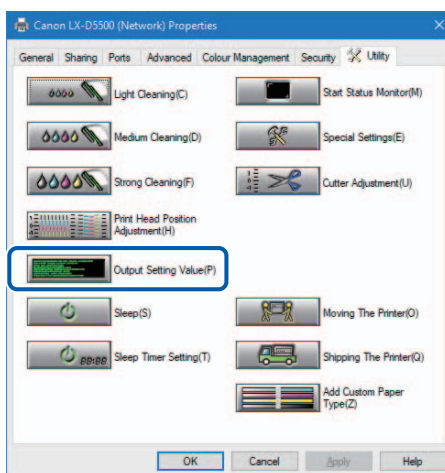 Canon LX-D5500 (Network) Properties
General Sharing Ports Advanced Colour Management Security Utility
Light Cleaning(C)
Start Status Monitor(M)
Medium Cleaning(D)
Special Settings(E)
Strong Cleaning(F)
Cutter Adjustment(U)
Print Head Position
Adjustment(H)
Output Setting Value(P)
Sleep(S)
Moving The Printer(O)
Sleep Timer Setting(T)
Shipping The Printer(Q)
Add Custom Paper
Type(Z)
OK Cancel Apply Help